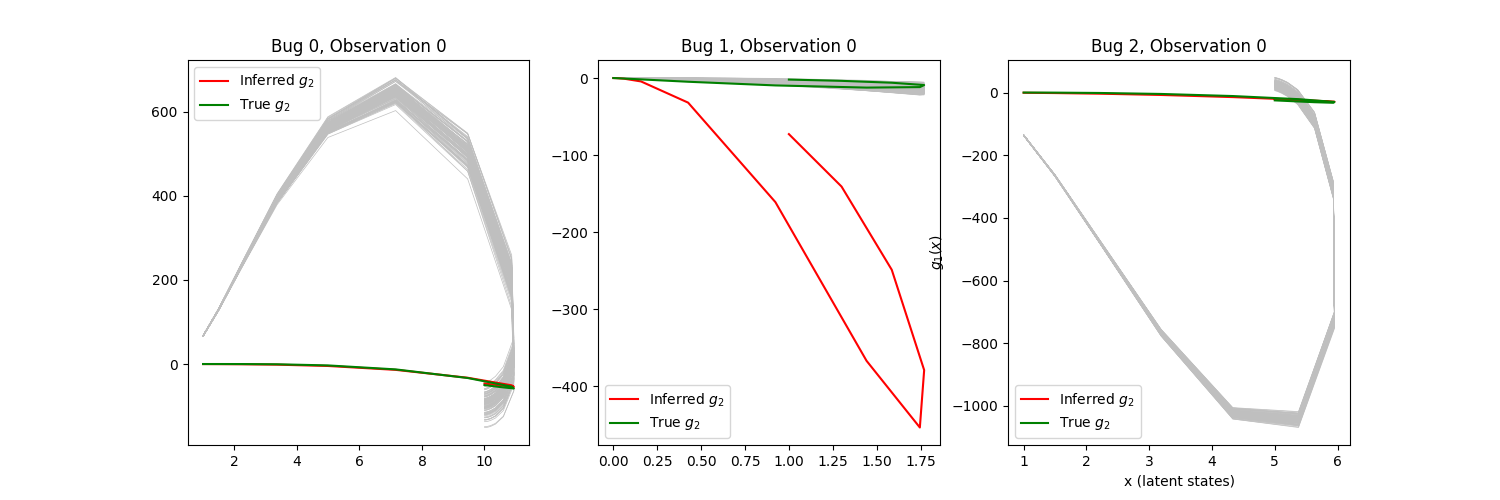 Bug 0, Observation 0
Inferred g₂
True g₂
600
400
200
0
2 4 6 8 10
Bug 1, Observation 0
0
−100
−200
−300
−400
Inferred g₂
True g₂
0.00 0.25 0.50 0.75 1.00 1.25 1.50 1.75
Bug 2, Observation 0
g₁(x)
0
−200
−400
−600
−800
−1000
Inferred g₂
True g₂
1 2 3 4 5 6
x (latent states)